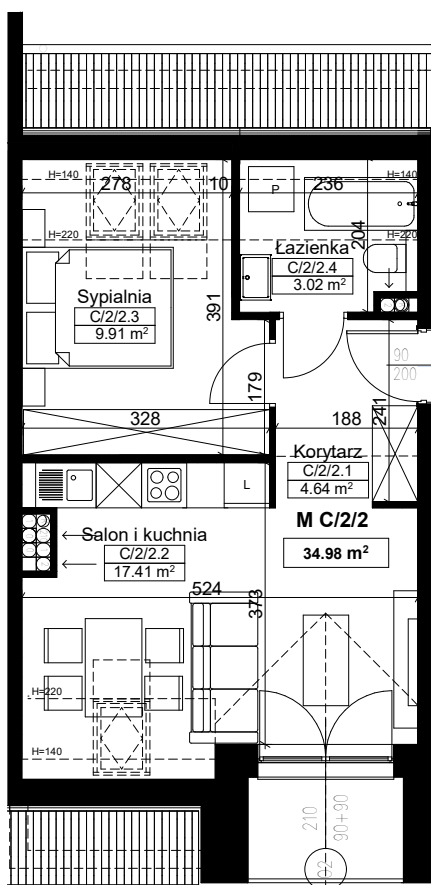 H=140
H=140
278
10
236
P
204
H=220
H=220
Łazienka
C/2/2.4
3.02 m²
Sypialnia
C/2/2.3
9.91 m²
391
90
200
179
241
328
188
Korytarz
C/2/2.1
4.64 m²
L
M C/2/2
34.98 m²
Salon i kuchnia
C/2/2.2
17.41 m²
524
373
H=220
H=140
210
90+90
02